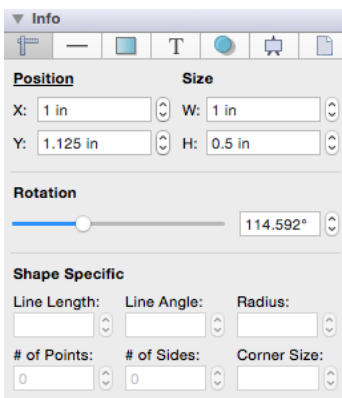 Info
T
Position Size
X: 1 in W: 1 in
Y: 1.125 in H: 0.5 in
Rotation
114.592°
Shape Specific
Line Length: Line Angle: Radius:
# of Points: # of Sides: Corner Size:
0 0